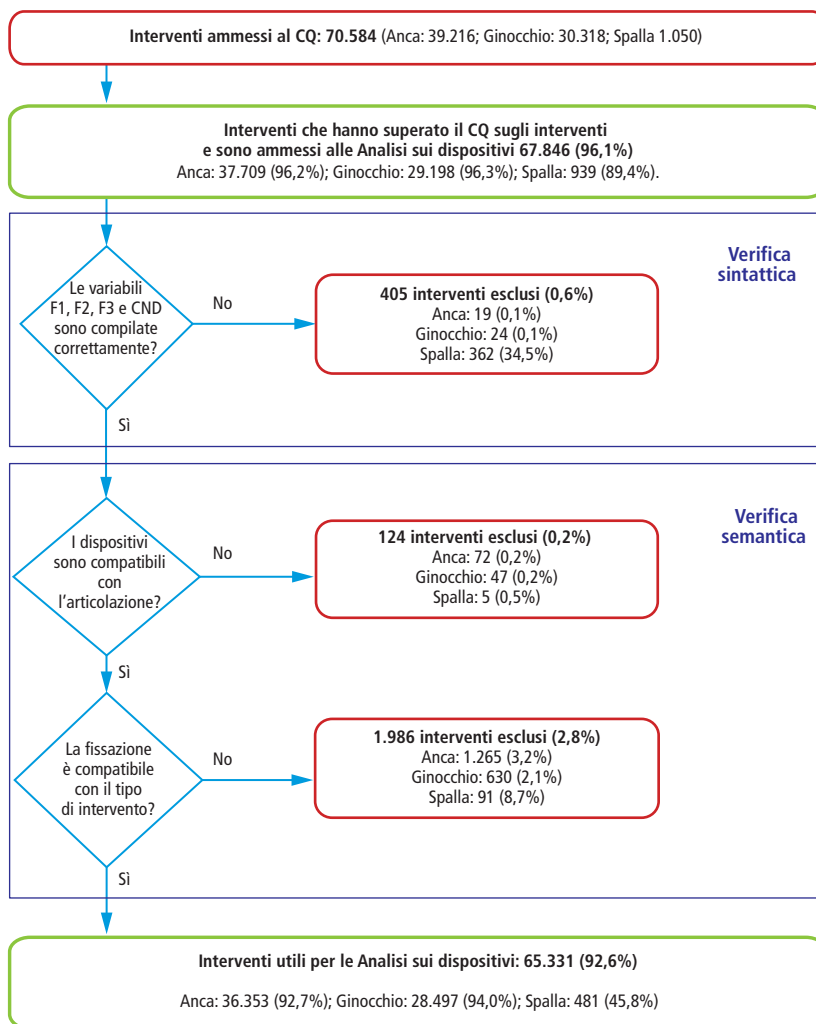 Interventi ammessi al CQ: 70.584 (Anca: 39.216; Ginocchio: 30.318; Spalla 1.050)
Interventi che hanno superato il CQ sugli interventi
e sono ammessi alle Analisi sui dispositivi 67.846 (96,1%)
Anca: 37.709 (96,2%); Ginocchio: 29.198 (96,3%); Spalla: 939 (89,4%).
Verifica
sintattica
Le variabili
F1, F2, F3 e CND
sono compilate
correttamente?
No
405 interventi esclusi (0,6%)
Anca: 19 (0,1%)
Ginocchio: 24 (0,1%)
Spalla: 362 (34,5%)
Sì
Verifica
semantica
I dispositivi
sono compatibili
con
l'articolazione?
No
124 interventi esclusi (0,2%)
Anca: 72 (0,2%)
Ginocchio: 47 (0,2%)
Spalla: 5 (0,5%)
Sì
La fissazione
è compatibile
con il tipo
di intervento?
No
1.986 interventi esclusi (2,8%)
Anca: 1.265 (3,2%)
Ginocchio: 630 (2,1%)
Spalla: 91 (8,7%)
Sì
Interventi utili per le Analisi sui dispositivi: 65.331 (92,6%)
Anca: 36.353 (92,7%); Ginocchio: 28.497 (94,0%); Spalla: 481 (45,8%)